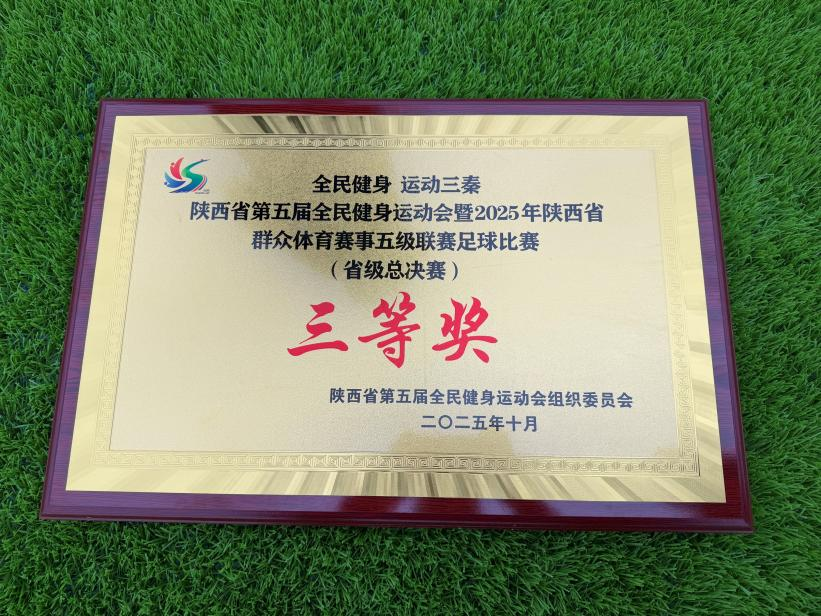 全民健身 运动三秦
陕西省第五届全民健身运动会暨2025年陕西省
群众体育赛事五级联赛足球比赛
（省级总决赛）
三等奖
陕西省第五届全民健身运动会组织委员会
二〇二五年十月